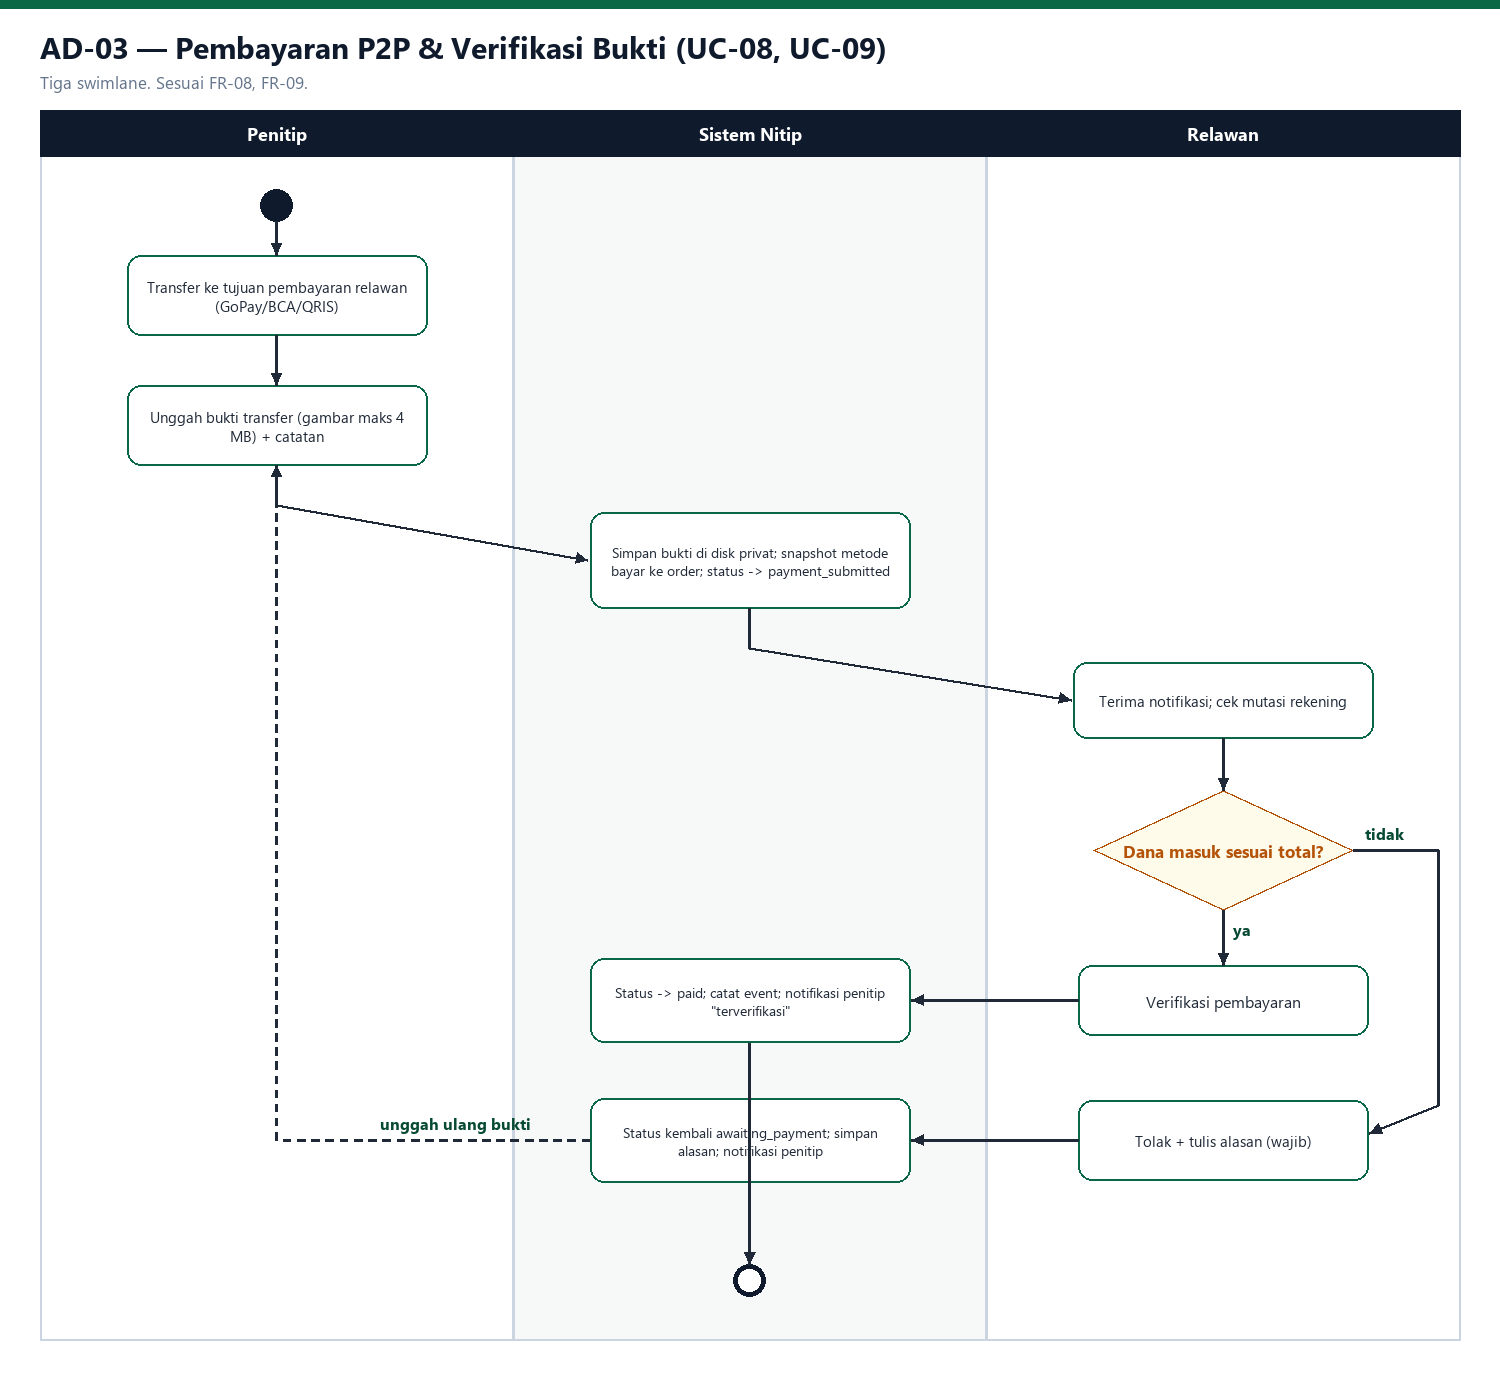 AD-03 — Pembayaran P2P & Verifikasi Bukti (UC-08, UC-09)
Tiga swimlane. Sesuai FR-08, FR-09.
Penitip
Sistem Nitip
Relawan
Transfer ke tujuan pembayaran relawan
(GoPay/BCA/QRIS)
Unggah bukti transfer (gambar maks 4
MB) + catatan
Simpan bukti di disk privat; snapshot metode
bayar ke order; status -> payment_submitted
Terima notifikasi; cek mutasi rekening
Dana masuk sesuai total?
tidak
ya
Verifikasi pembayaran
Status -> paid; catat event; notifikasi penitip
"terverifikasi"
Tolak + tulis alasan (wajib)
Status kembali awaiting_payment; simpan
alasan; notifikasi penitip
unggah ulang bukti